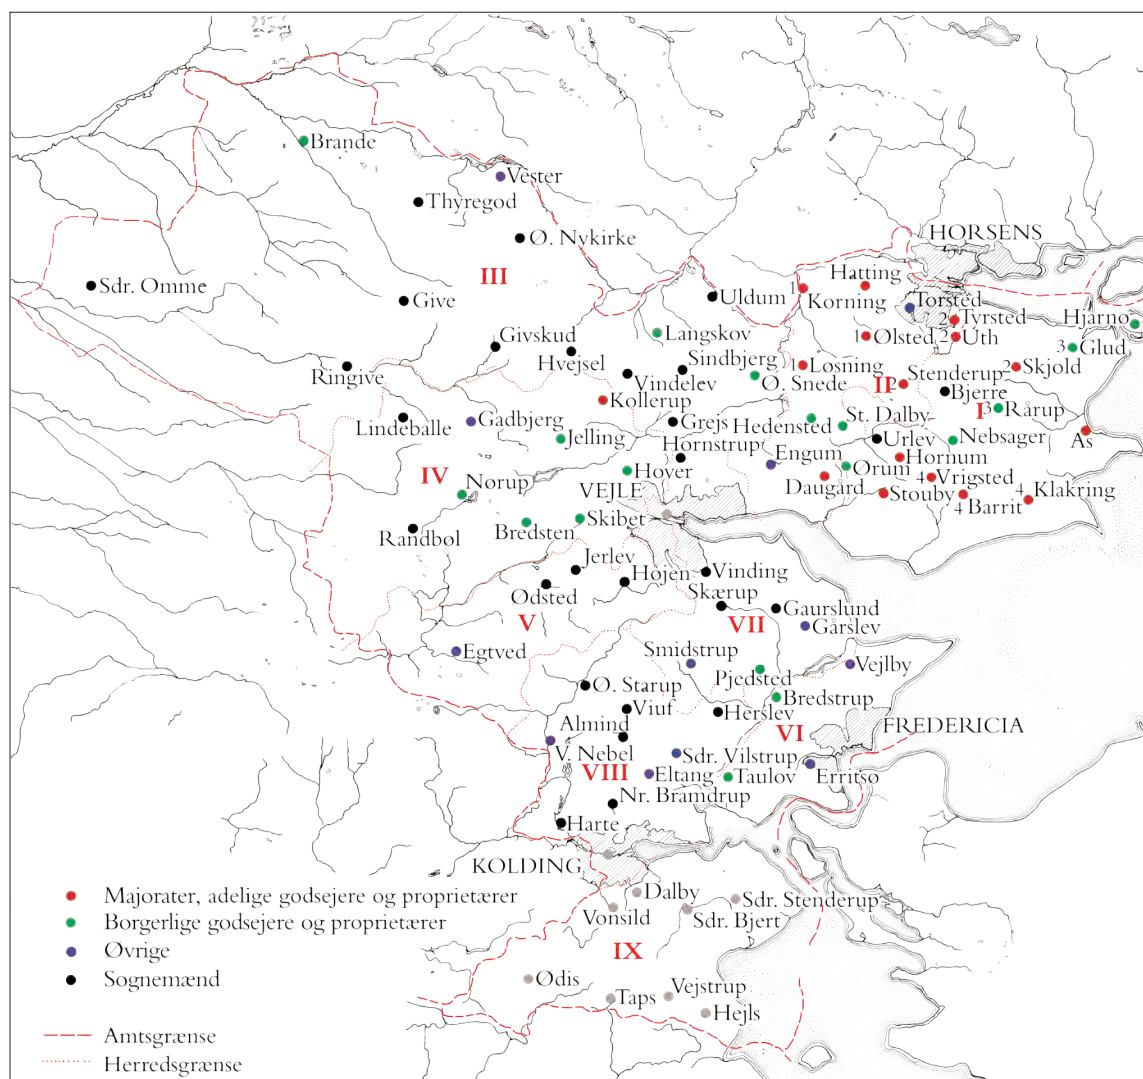 Brande
Vester
Thyregod
Ø. Nykirke
HORSENS
III
Sdr. Omme
Give
Uldum
Hatting
1
Korning
Torsted
2
Tyrsted
Hjarnø
Langskov
1 Ølsted
2 Uth
3 Glud
Givskud
Hvejsel
Sindbjerg
Ringive
Vindelev
1 Løsning
Ø. Snede
II
2
Stenderup
2 Skjold
Bjerre
Kollerup
I
3 Rårup
Lindeballe
Gadbjerg
Grejs
Hedensted
St. Dalby
Ås
Jelling
Hornstrup
Urlev
Nebsager
IV
Hover
Engum
Hornum
Nørup
VEJLE
Daugård
Ørum
4 Vrigsted
Stouby
4 Barrit
4 Klakring
Randbøl
Bredsten
Skibet
Jerlev
Højen
Vinding
Ødsted
Skærup
Gaurslund
V
VII
Gårslev
Egtved
Smidstrup
Vejlby
Pjedsted
Ø. Starup
Bredstrup
Viuf
Herslev
FREDERICIA
Almind
VI
V. Nebel
Sdr. Vilstrup
VIII
Eltang
Taulov
Erritsø
Nr. Bramdrup
Harte
KOLDING
Dalby
Sdr. Stenderup
Vonsild
Sdr. Bjert
IX
Ødis
Taps
Vejstrup
Hejls
Majorater, adelige godsejere og proprietærer
Borgerlige godsejere og proprietærer
Øvrige
Sognemænd
Amtsgrænse
Herredsgrænse